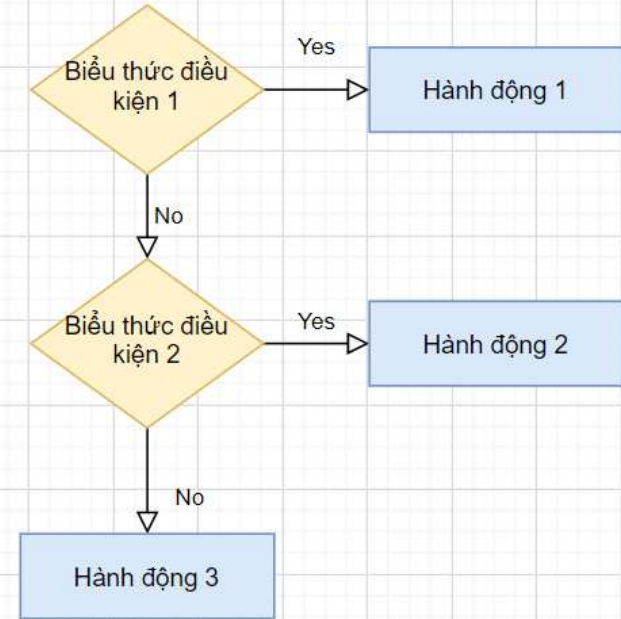 Yes
Biểu thức điều
kiện 1
Hành động 1
No
Yes
Biểu thức điều
kiện 2
Hành động 2
No
Hành động 3